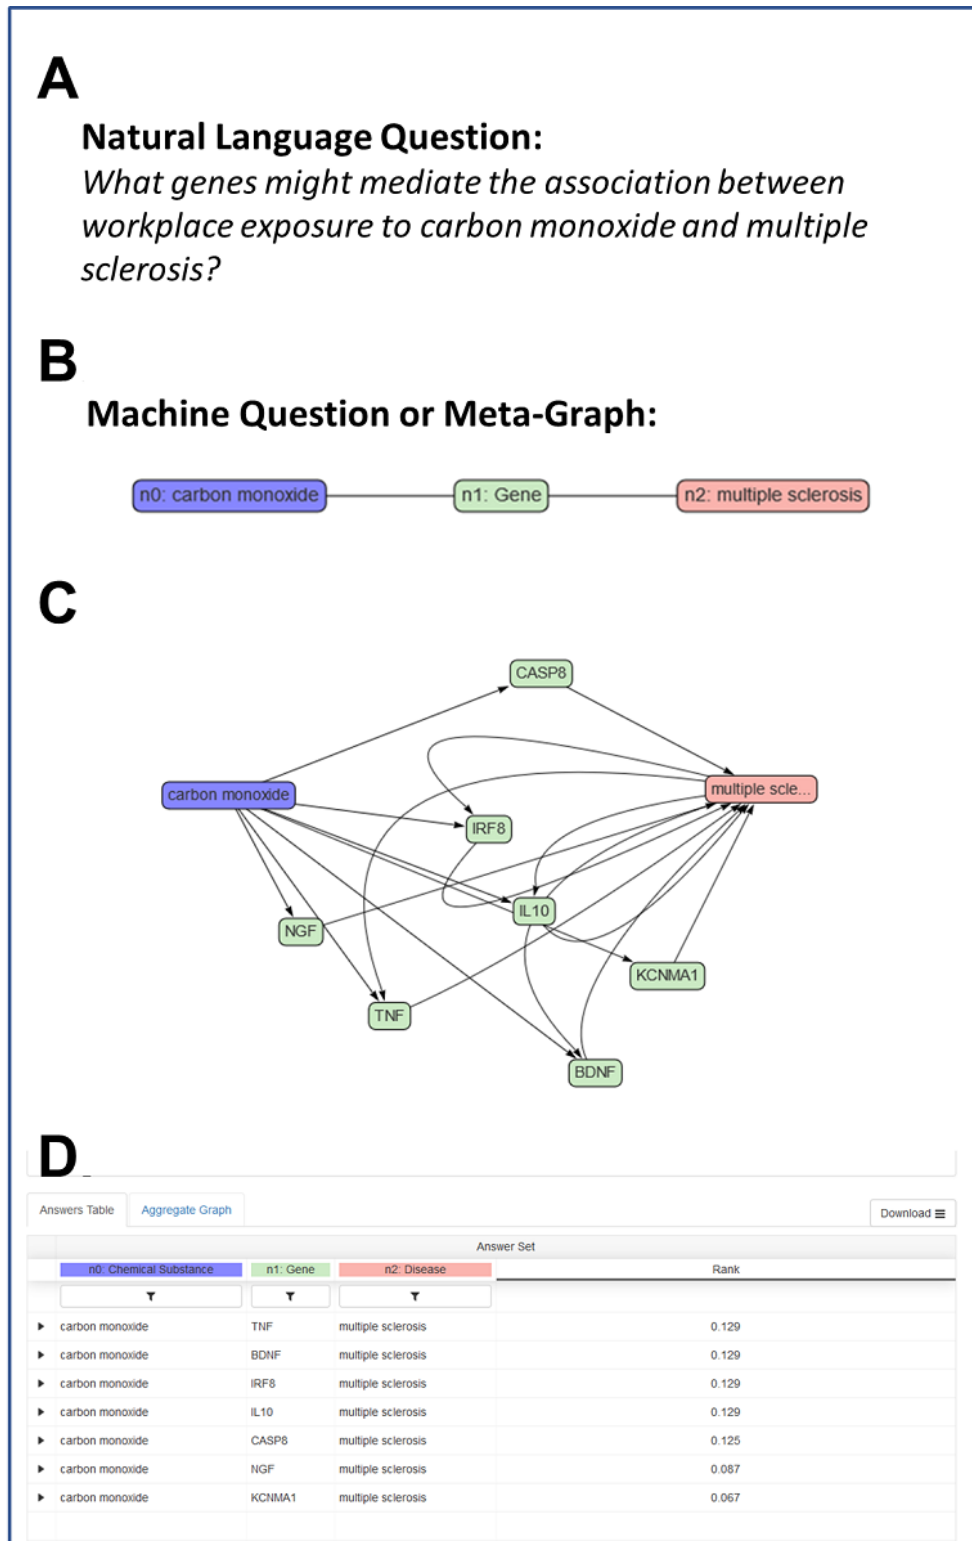 A
Natural Language Question:
What genes might mediate the association between
workplace exposure to carbon monoxide and multiple
sclerosis?
B
Machine Question or Meta-Graph:
n0: carbon monoxide n1: Gene n2: multiple sclerosis
C
CASP8
carbon monoxide
multiple scle...
IRF8
IL10
NGF
KCNMA1
TNF
BDNF
D
Answers Table Aggregate Graph Download
Answer Set
n0: Chemical Substance n1: Gene n2: Disease Rank
carbon monoxide TNF multiple sclerosis 0.129
carbon monoxide BDNF multiple sclerosis 0.129
carbon monoxide IRF8 multiple sclerosis 0.129
carbon monoxide IL10 multiple sclerosis 0.129
carbon monoxide CASP8 multiple sclerosis 0.125
carbon monoxide NGF multiple sclerosis 0.087
carbon monoxide KCNMA1 multiple sclerosis 0.067